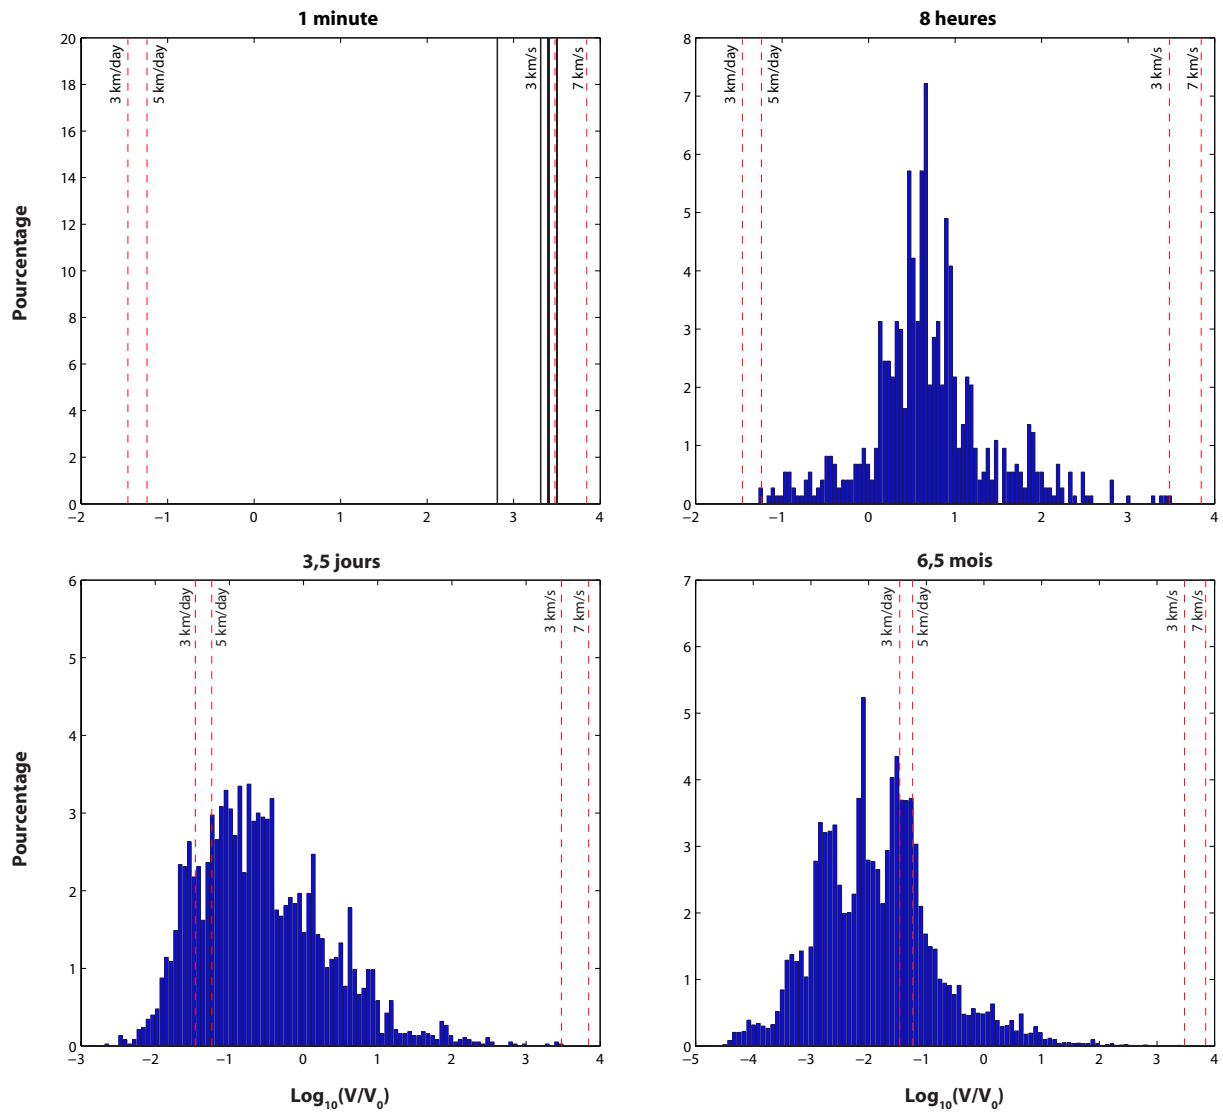 1 minute
20
18
16
14
12
10
8
6
4
2
0
−2
−1
0
1
2
3
4
3 km/day
5 km/day
3 km/s
7 km/s
Pourcentage
8 heures
8
7
6
5
4
3
2
1
0
−2
−1
0
1
2
3
4
3 km/day
5 km/day
3 km/s
7 km/s
3,5 jours
6
5
4
3
2
1
0
−3
−2
−1
0
1
2
3
4
3 km/day
5 km/day
3 km/s
7 km/s
Pourcentage
Log10(V/V0)
6,5 mois
7
6
5
4
3
2
1
0
−5
−4
−3
−2
−1
0
1
2
3
4
3 km/day
5 km/day
3 km/s
7 km/s
Log10(V/V0)